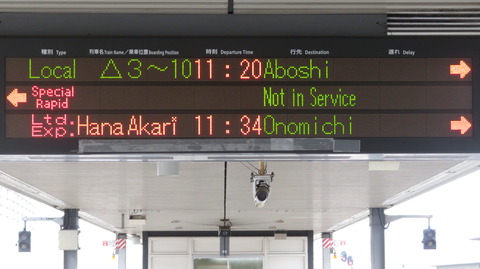 種別 Type 列車名 / Train Name / 乗車位置 Boarding Position 時刻 Departure Time 行先 Destination 遅れ Delay
Local △3～10 11:20 Aboshi →
← Special Rapid Not in Service
Ltd. Exp. Hana Akari 11:34 Onomichi →